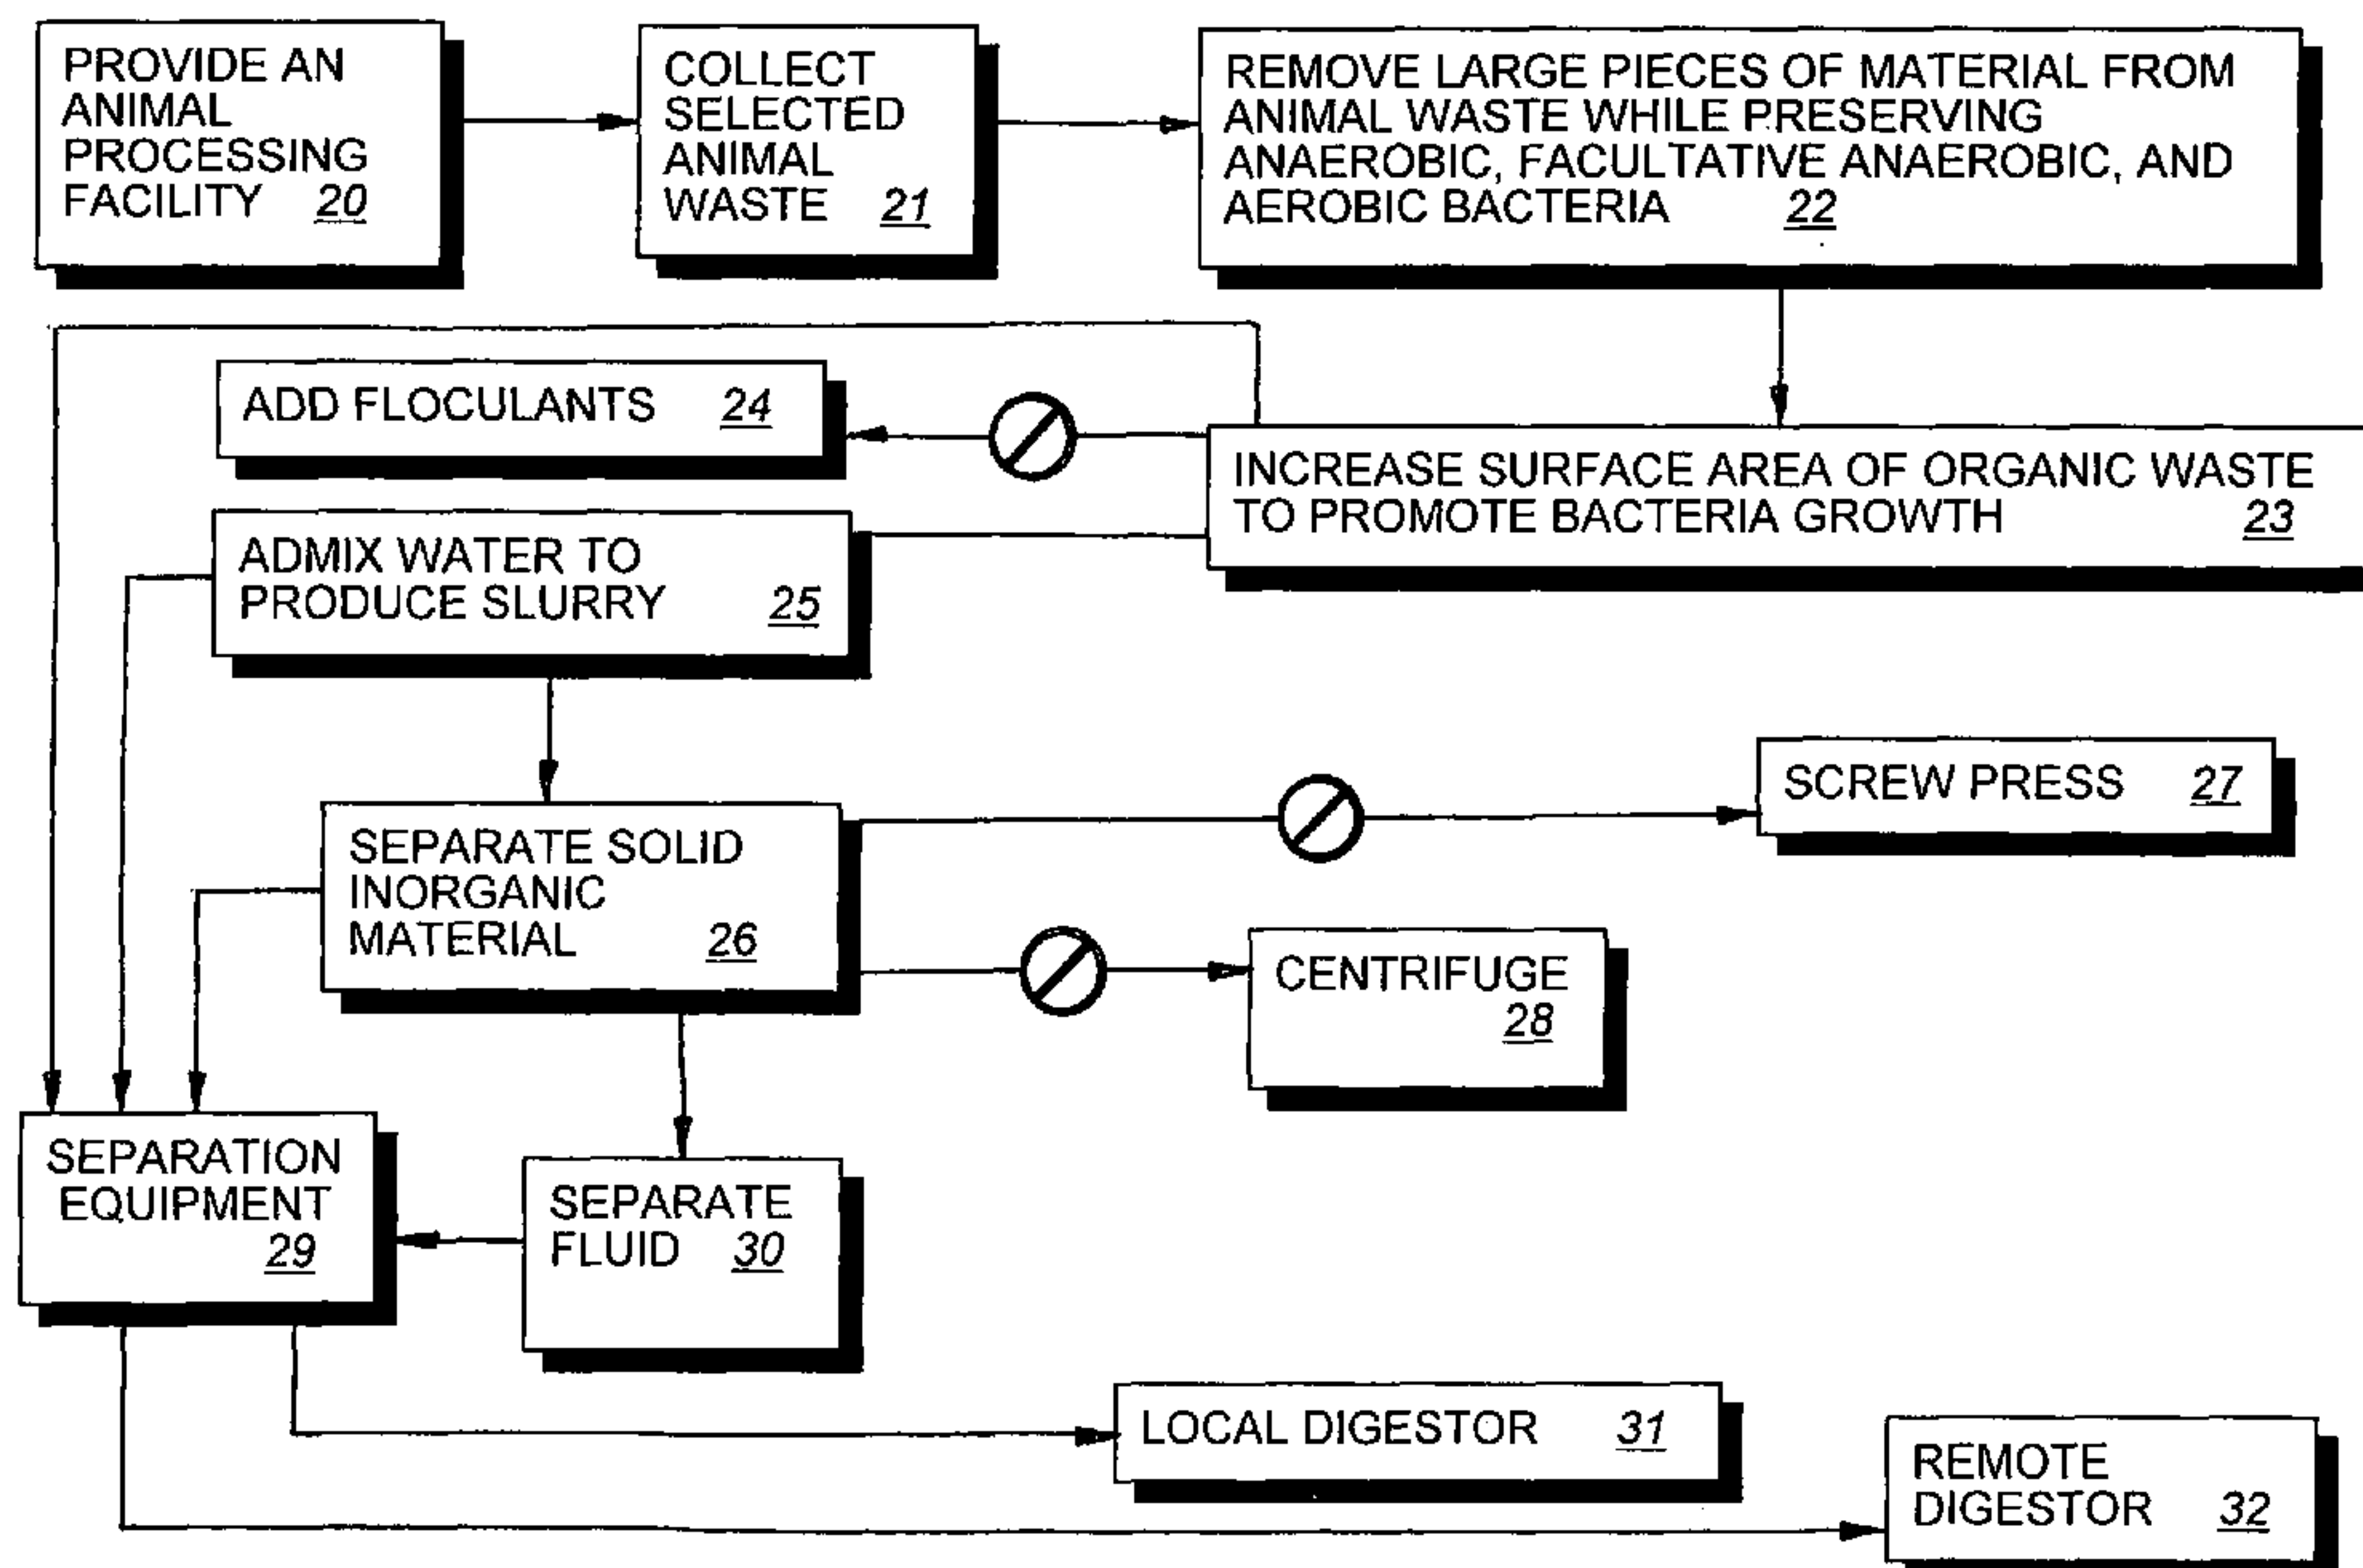 PROVIDE AN
ANIMAL
PROCESSING
FACILITY 20
COLLECT
SELECTED
ANIMAL
WASTE 21
REMOVE LARGE PIECES OF MATERIAL FROM
ANIMAL WASTE WHILE PRESERVING
ANAEROBIC, FACULTATIVE ANAEROBIC, AND
AEROBIC BACTERIA 22
ADD FLOCULANTS 24
INCREASE SURFACE AREA OF ORGANIC WASTE
TO PROMOTE BACTERIA GROWTH 23
ADMIX WATER TO
PRODUCE SLURRY 25
SCREW PRESS 27
SEPARATE SOLID
INORGANIC
MATERIAL 26
CENTRIFUGE
28
SEPARATION
EQUIPMENT
29
SEPARATE
FLUID 30
LOCAL DIGESTOR 31
REMOTE
DIGESTOR 32